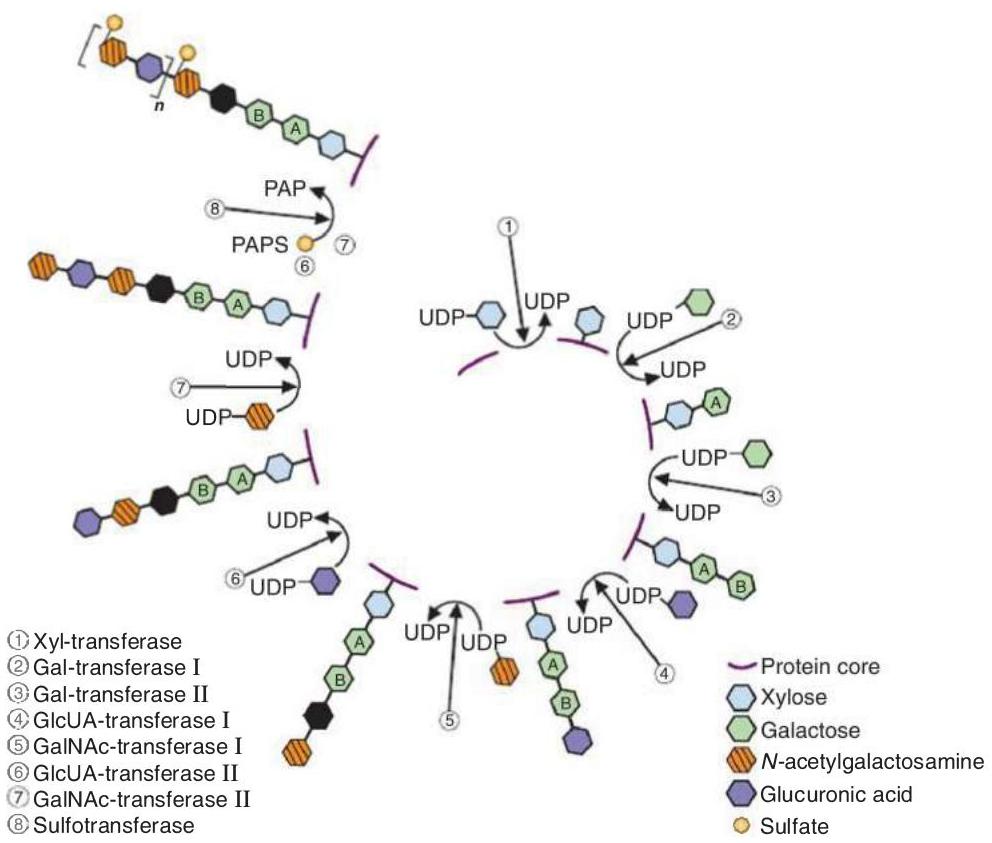 n
B
A
PAP
⑧
PAPS
⑦
⑥
B
A
UDP
⑦
UDP
B
A
UDP
⑥
UDP
A
B
UDP
UDP
⑤
A
B
UDP
UDP
④
A
B
UDP
UDP
③
A
UDP
UDP
②
①
UDP
UDP
① Xyl-transferase
② Gal-transferase I
③ Gal-transferase II
④ GlcUA-transferase I
⑤ GalNAc-transferase I
⑥ GlcUA-transferase II
⑦ GalNAc-transferase II
⑧ Sulfotransferase
Protein core
Xylose
Galactose
N-acetylgalactosamine
Glucuronic acid
Sulfate